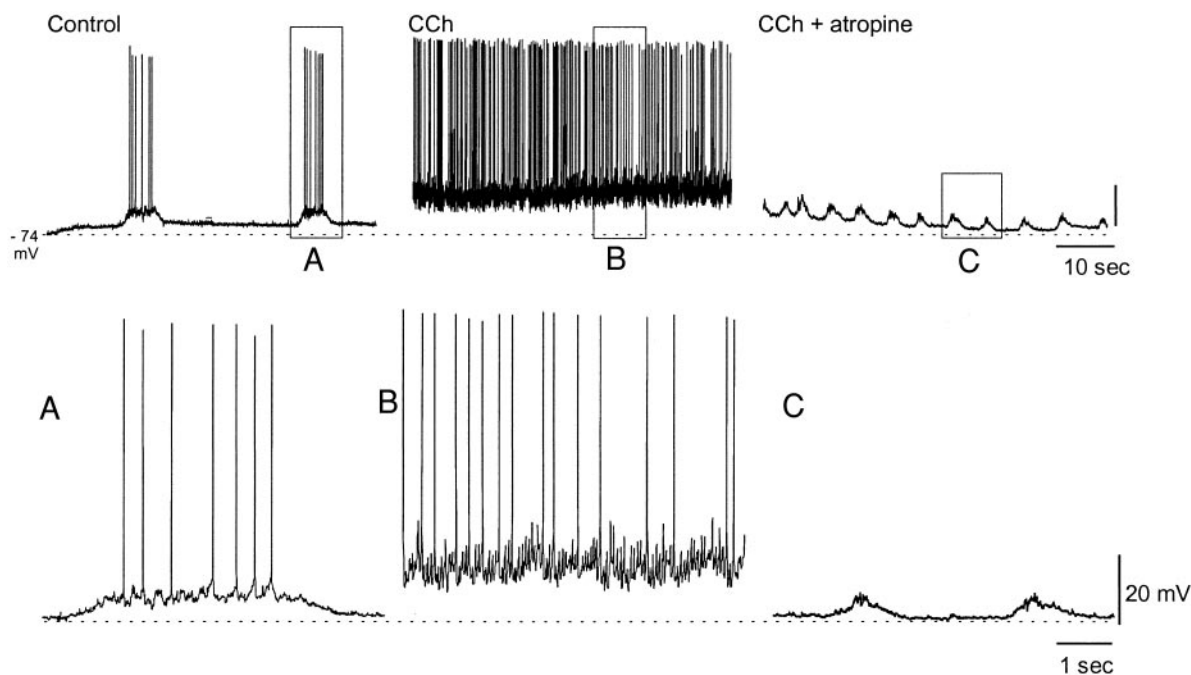 Control
CCh
CCh + atropine
- 74
mV
A
B
C
10 sec
A
B
C
20 mV
1 sec